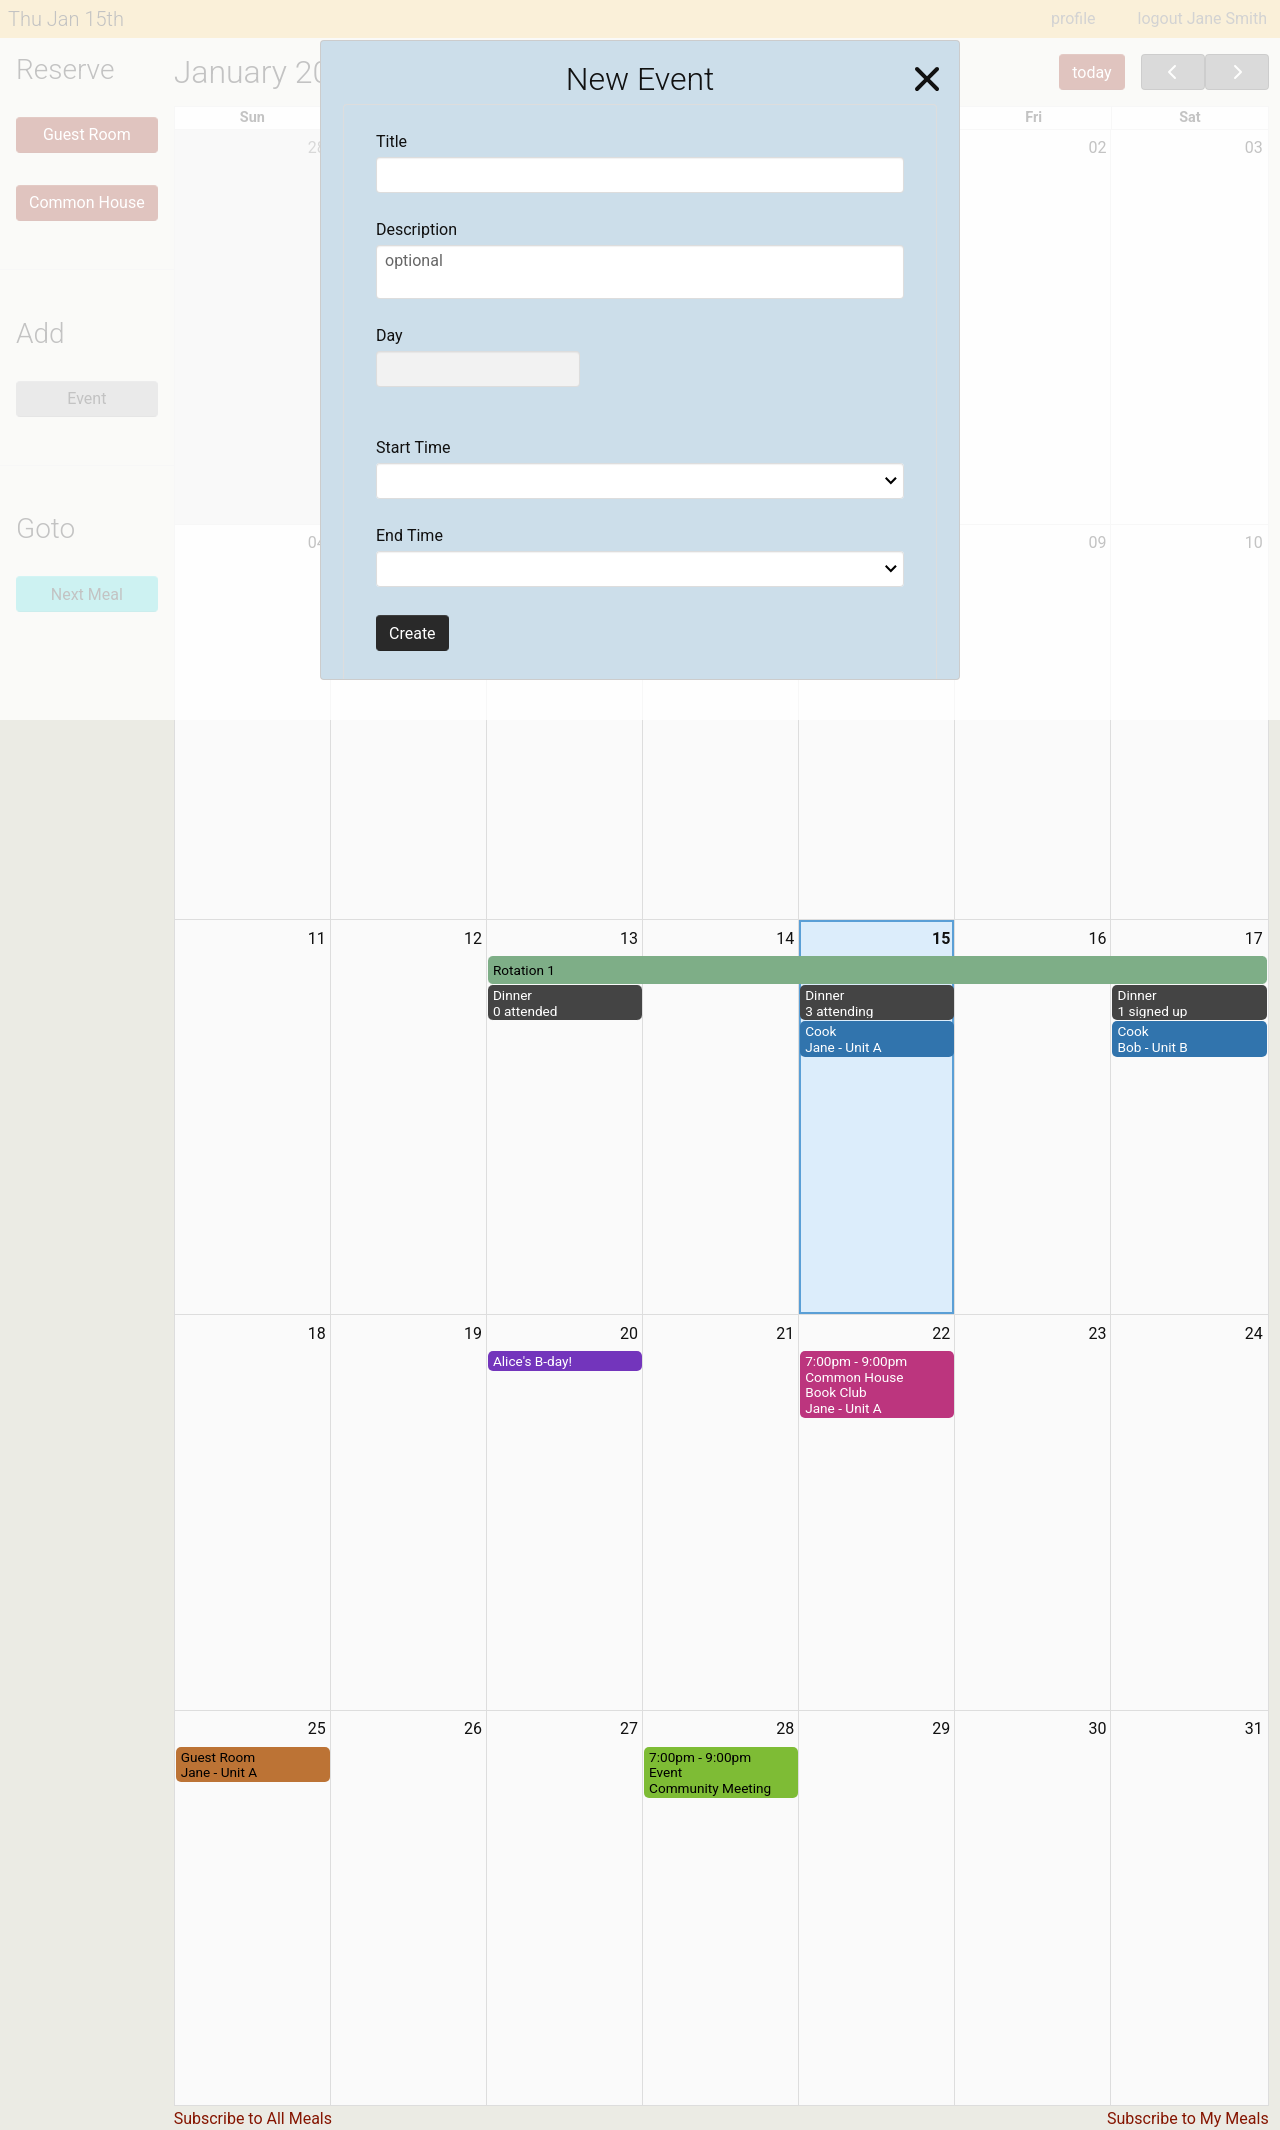 Thu Jan 15th
profile
logout Jane Smith
Reserve
Guest Room
Common House
Add
Event
Goto
Next Meal
January
today
New Event
Title
Description
optional
Day
Start Time
End Time
Create
Sun
Fri
Sat
02
03
04
09
10
11
12
13
14
15
16
17
Rotation 1
Dinner
0 attended
Dinner
3 attending
Cook
Jane - Unit A
Dinner
1 signed up
Cook
Bob - Unit B
18
19
20
21
22
23
24
Alice's B-day!
7:00pm - 9:00pm
Common House
Book Club
Jane - Unit A
25
26
27
28
29
30
31
Guest Room
Jane - Unit A
7:00pm - 9:00pm
Event
Community Meeting
Subscribe to All Meals
Subscribe to My Meals